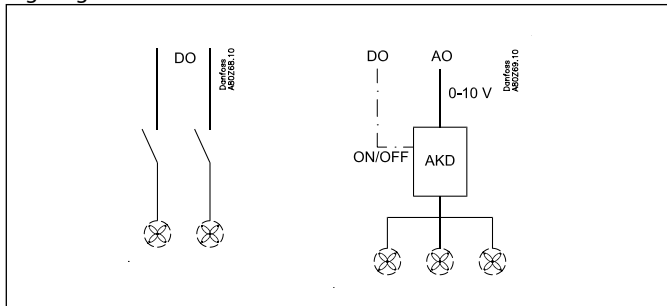 DO
Danfoss
A80Z68.10
DO
AO
Danfoss
A80Z69.10
0-10 V
ON/OFF
AKD